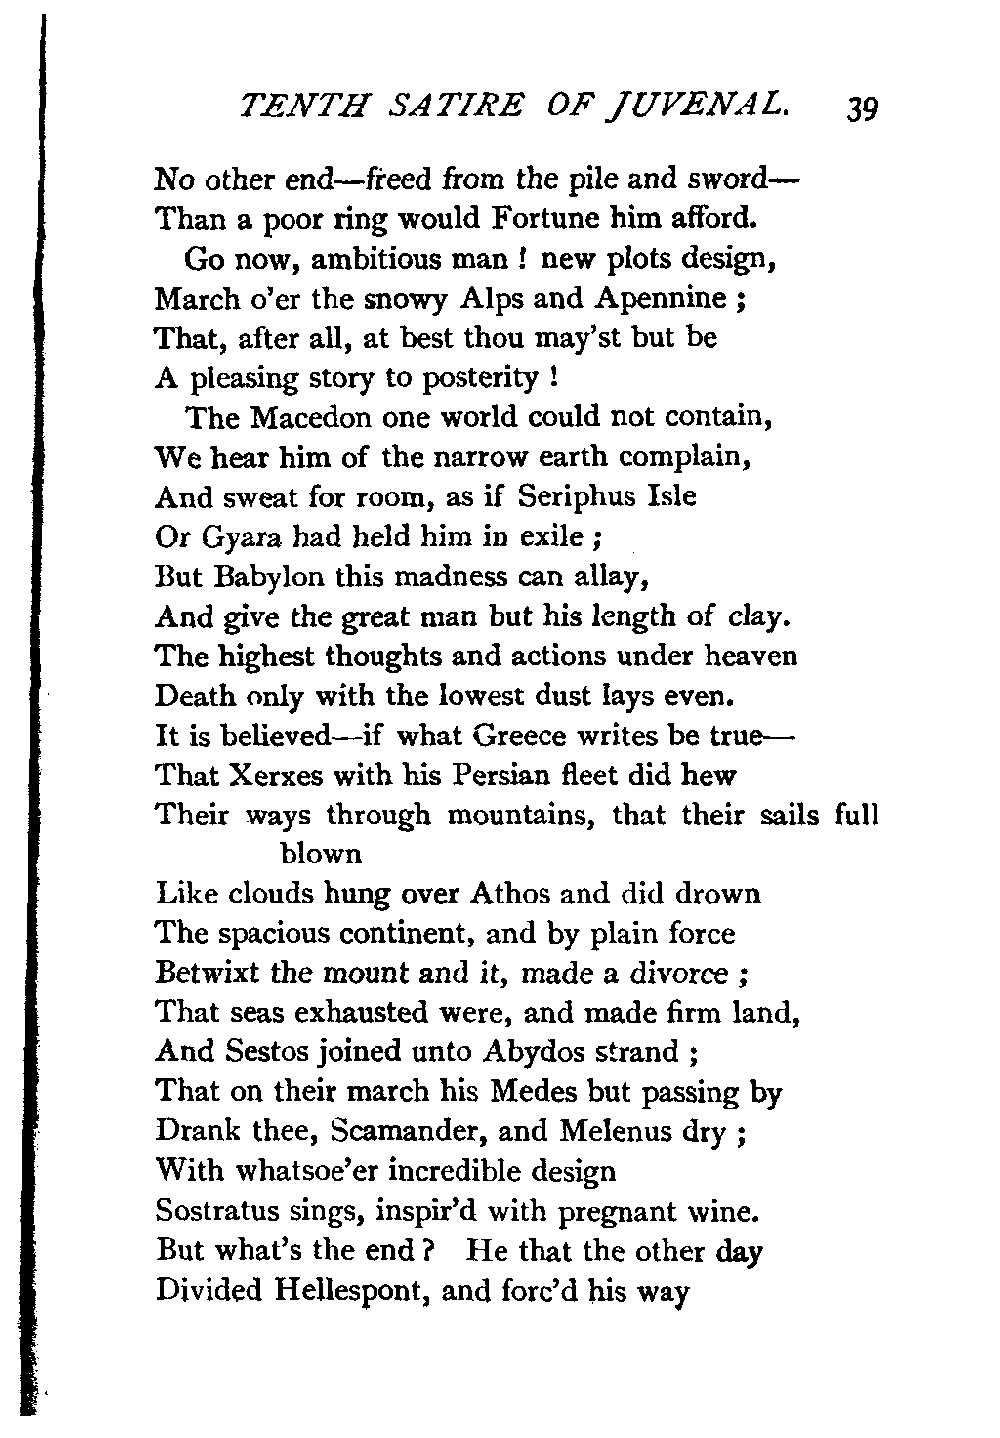 TENTH SATIRE OF JUVENAL. 39
No other end—freed from the pile and sword—
Than a poor ring would Fortune him afford.
Go now, ambitious man ! new plots design,
March o'er the snowy Alps and Apennine ;
That, after all, at best thou may'st but be
A pleasing story to posterity !
The Macedon one world could not contain,
We hear him of the narrow earth complain,
And sweat for room, as if Seriphus Isle
Or Gyara had held him in exile ;
But Babylon this madness can allay,
And give the great man but his length of clay.
The highest thoughts and actions under heaven
Death only with the lowest dust lays even.
It is believed—if what Greece writes be true—
That Xerxes with his Persian fleet did hew
Their ways through mountains, that their sails full
blown
Like clouds hung over Athos and did drown
The spacious continent, and by plain force
Betwixt the mount and it, made a divorce ;
That seas exhausted were, and made firm land,
And Sestos joined unto Abydos strand ;
That on their march his Medes but passing by
Drank thee, Scamander, and Melenus dry ;
With whatsoe'er incredible design
Sostratus sings, inspir'd with pregnant wine.
But what's the end ? He that the other day
Divided Hellespont, and forc'd his way